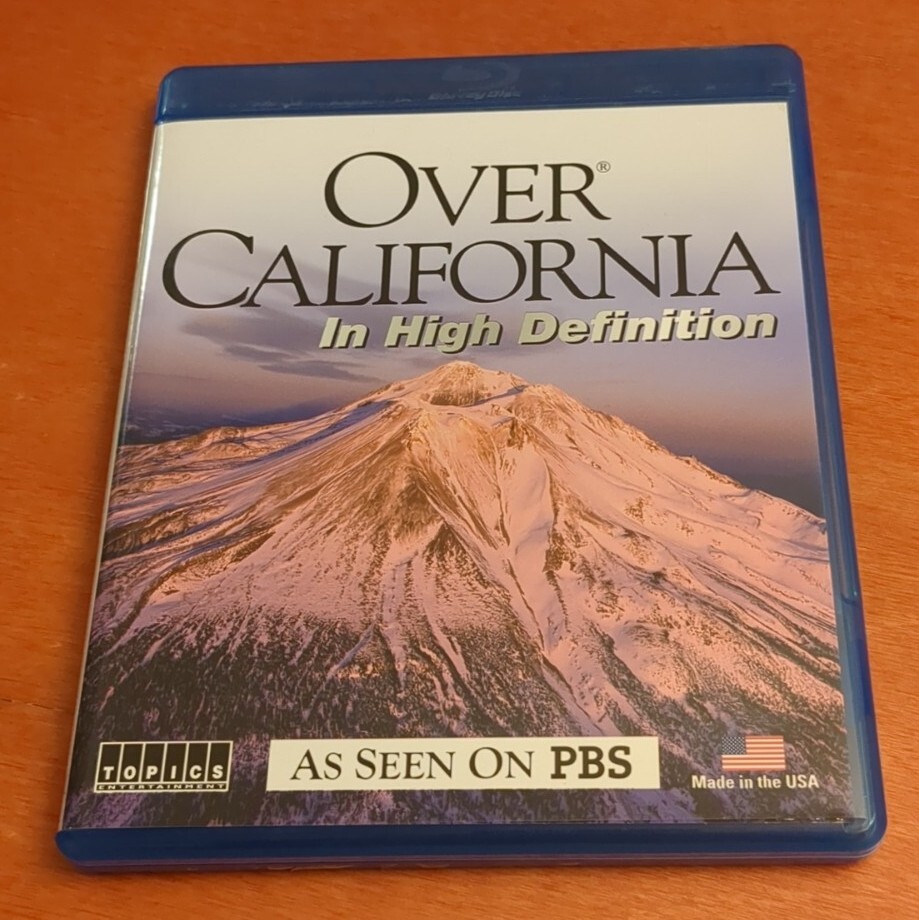 Blu-ray Disc
OVER®
CALIFORNIA
In High Definition
TOPICS
ENTERTAINMENT
AS SEEN ON PBS
Made in the USA